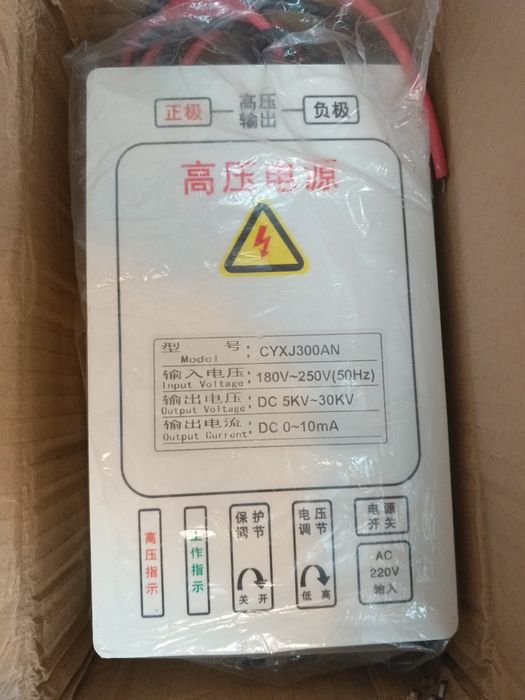 正极 高压 负极
输出
高压电源
型 号: CYXJ300AN
Model
输入电压: 180V~250V(50Hz)
Input Voltage:
输出电压: DC 5KV~30KV
Output Voltage:
输出电流: DC 0~10mA
Output Current:
高压指示
工作指示
保护
调节
关 开
电压
调节
低 高
电源
开关
AC
220V
输入